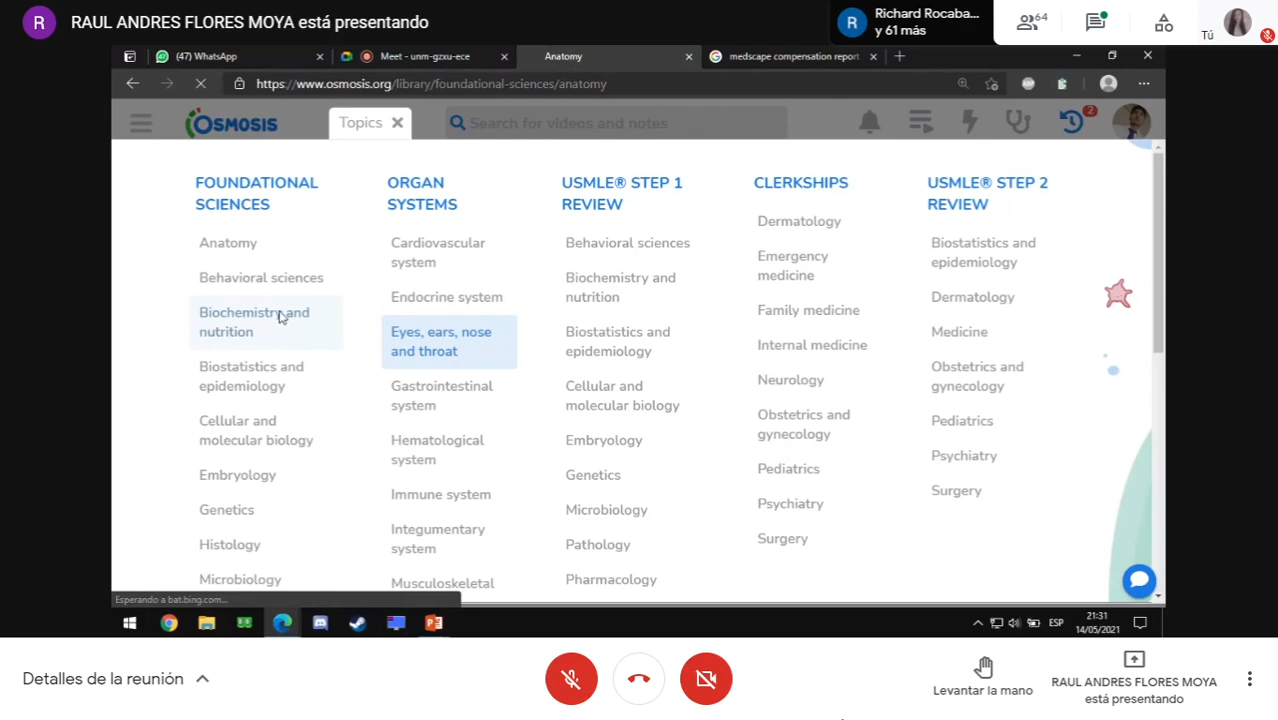 R RAUL ANDRES FLORES MOYA está presentando
R Richard Rocaba...
y 61 más
64
Tú
(47) WhatsApp
Meet - unm-gzxu-ece
Anatomy
medscape compensation report
https://www.osmosis.org/library/foundational-sciences/anatomy
OSMOSIS
Topics
Search for videos and notes
2
FOUNDATIONAL
SCIENCES
Anatomy
Behavioral sciences
Biochemistry and
nutrition
Biostatistics and
epidemiology
Cellular and
molecular biology
Embryology
Genetics
Histology
Microbiology
ORGAN
SYSTEMS
Cardiovascular
system
Endocrine system
Eyes, ears, nose
and throat
Gastrointestinal
system
Hematological
system
Immune system
Integumentary
system
Musculoskeletal
USMLE® STEP 1
REVIEW
Behavioral sciences
Biochemistry and
nutrition
Biostatistics and
epidemiology
Cellular and
molecular biology
Embryology
Genetics
Microbiology
Pathology
Pharmacology
CLERKSHIPS
Dermatology
Emergency
medicine
Family medicine
Internal medicine
Neurology
Obstetrics and
gynecology
Pediatrics
Psychiatry
Surgery
USMLE® STEP 2
REVIEW
Biostatistics and
epidemiology
Dermatology
Medicine
Obstetrics and
gynecology
Pediatrics
Psychiatry
Surgery
Esperando a bat.bing.com...
ESP
21:31
14/05/2021
Detalles de la reunión
Levantar la mano
RAUL ANDRES FLORES MOYA
está presentando